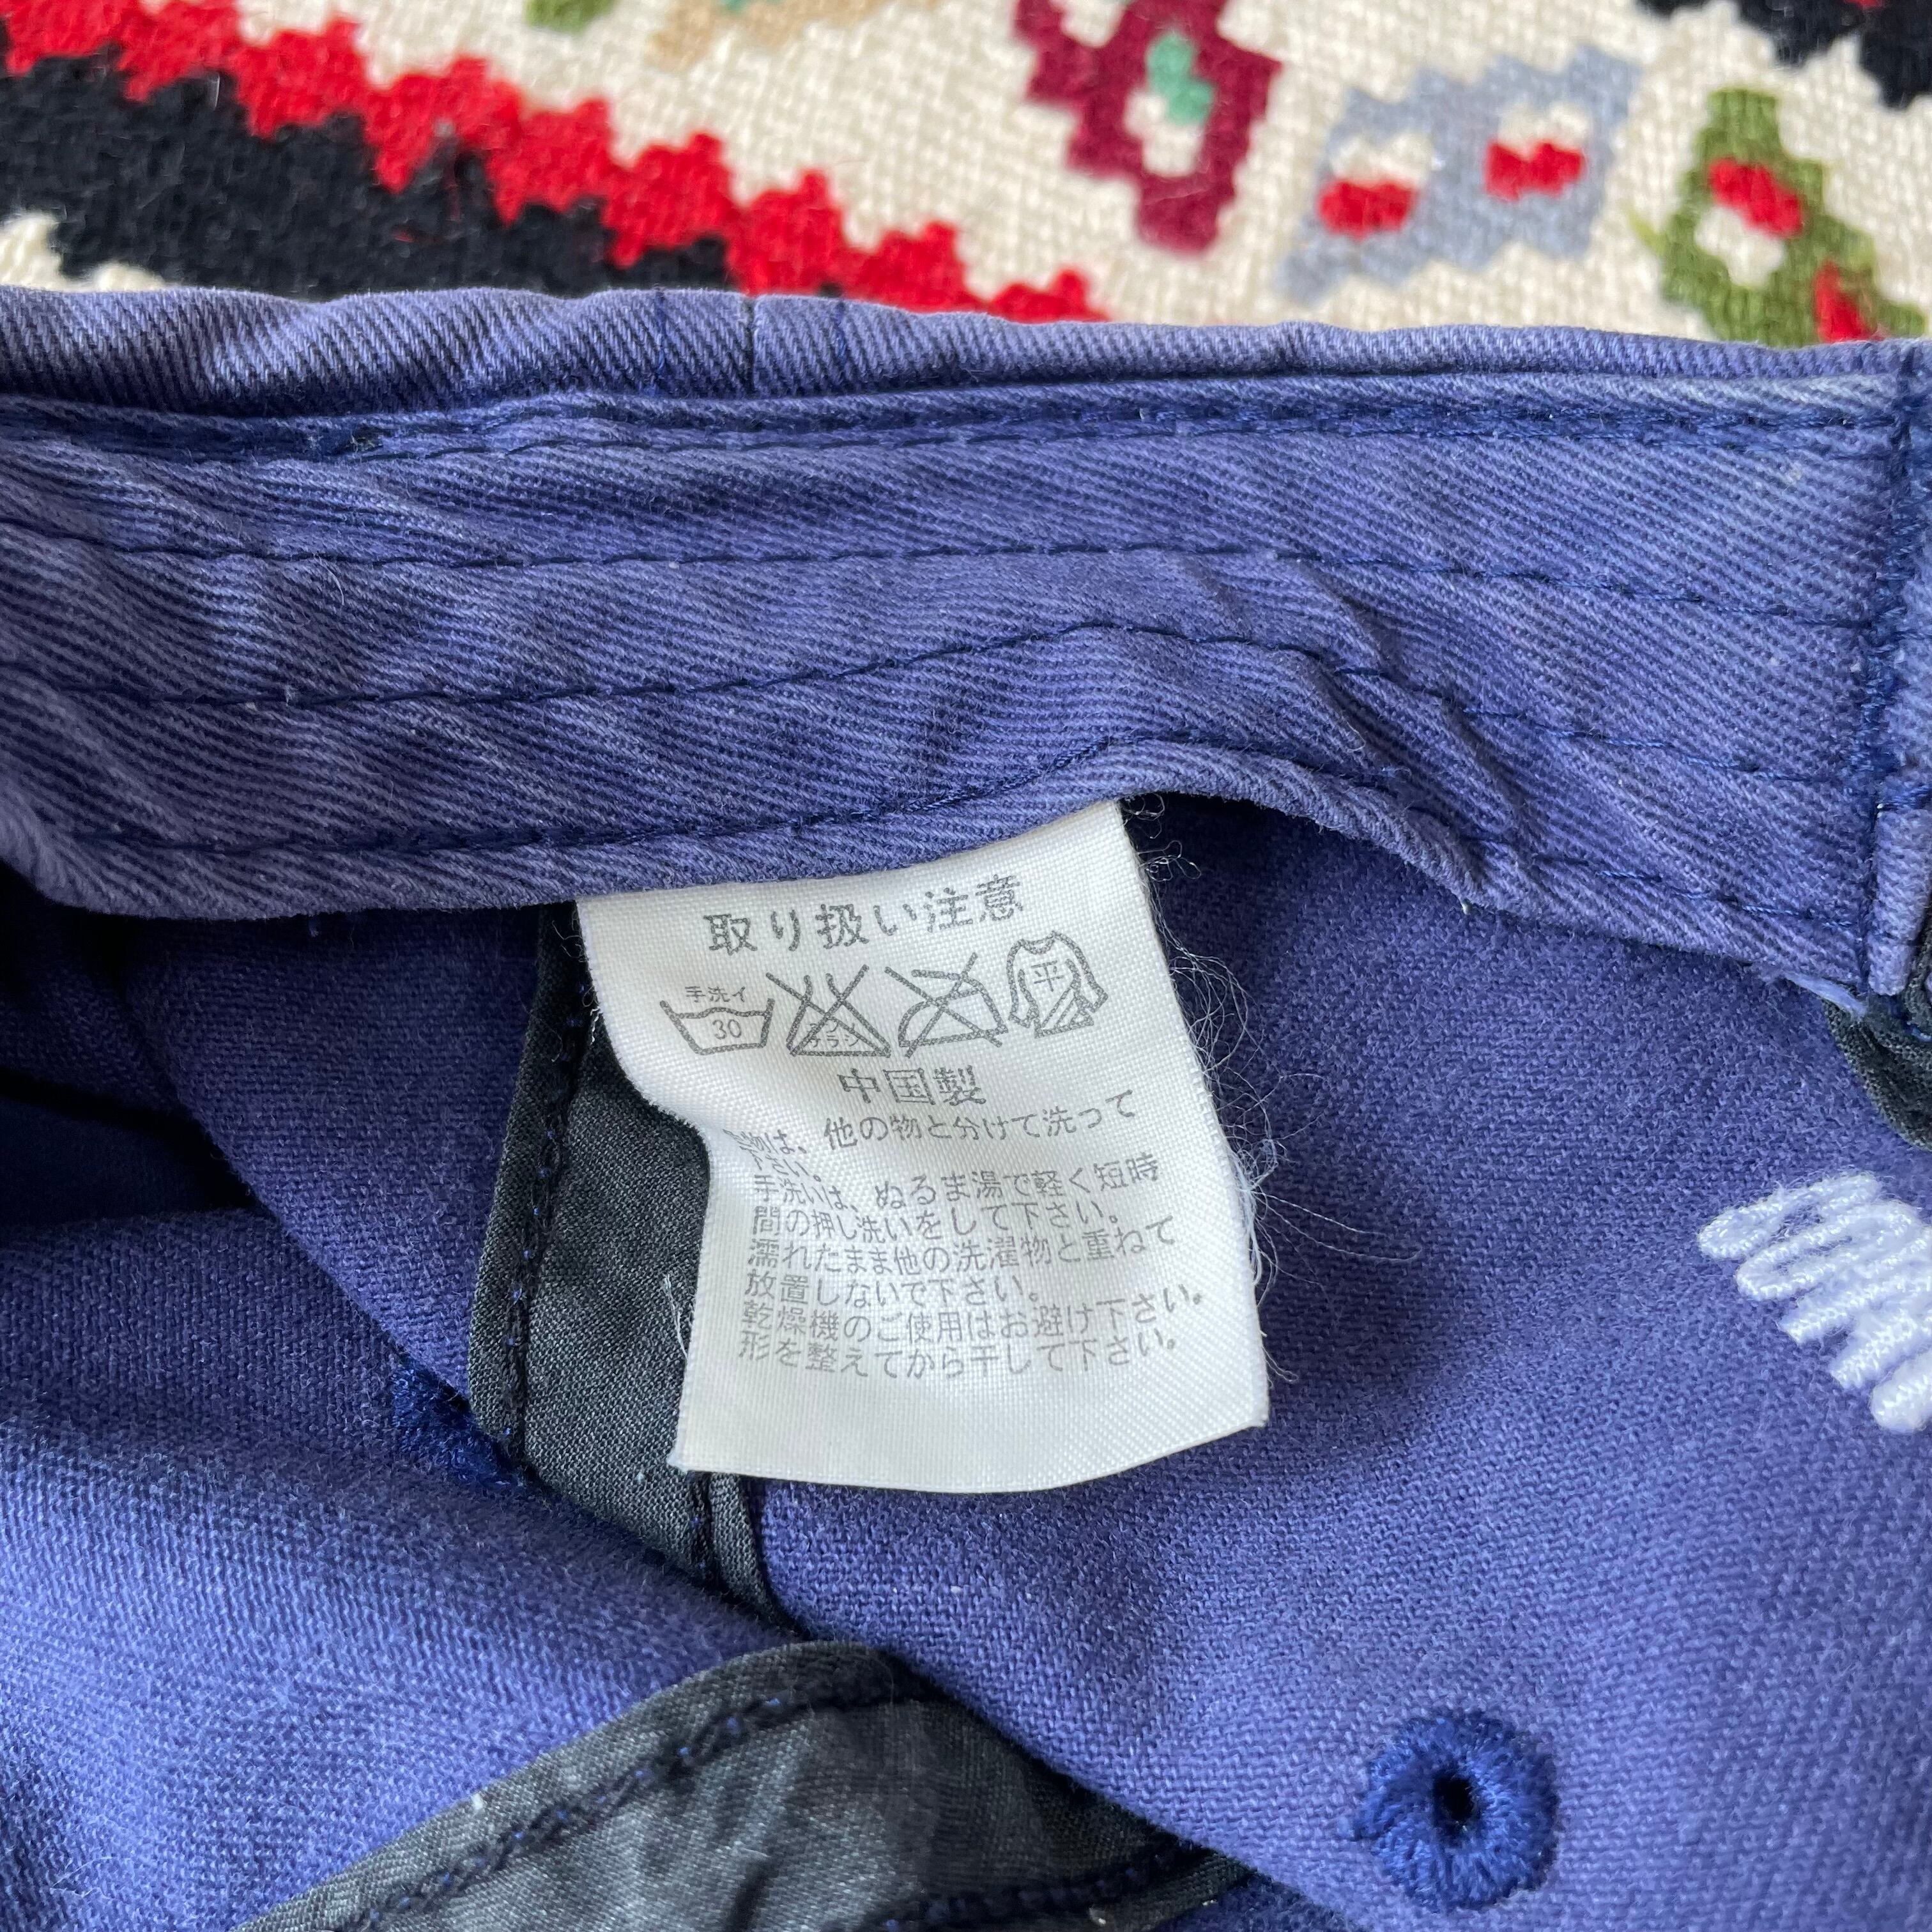 取り扱い注意
手洗イ
30
平
中国製
物は、他の物と分けて洗って
下さい。
手洗いは、ぬるま湯で軽く短時
間の押し洗いをして下さい。
濡れたまま他の洗濯物と重ねて
放置しないで下さい。
乾燥機のご使用はお避け下さい。
形を整えてから干して下さい。